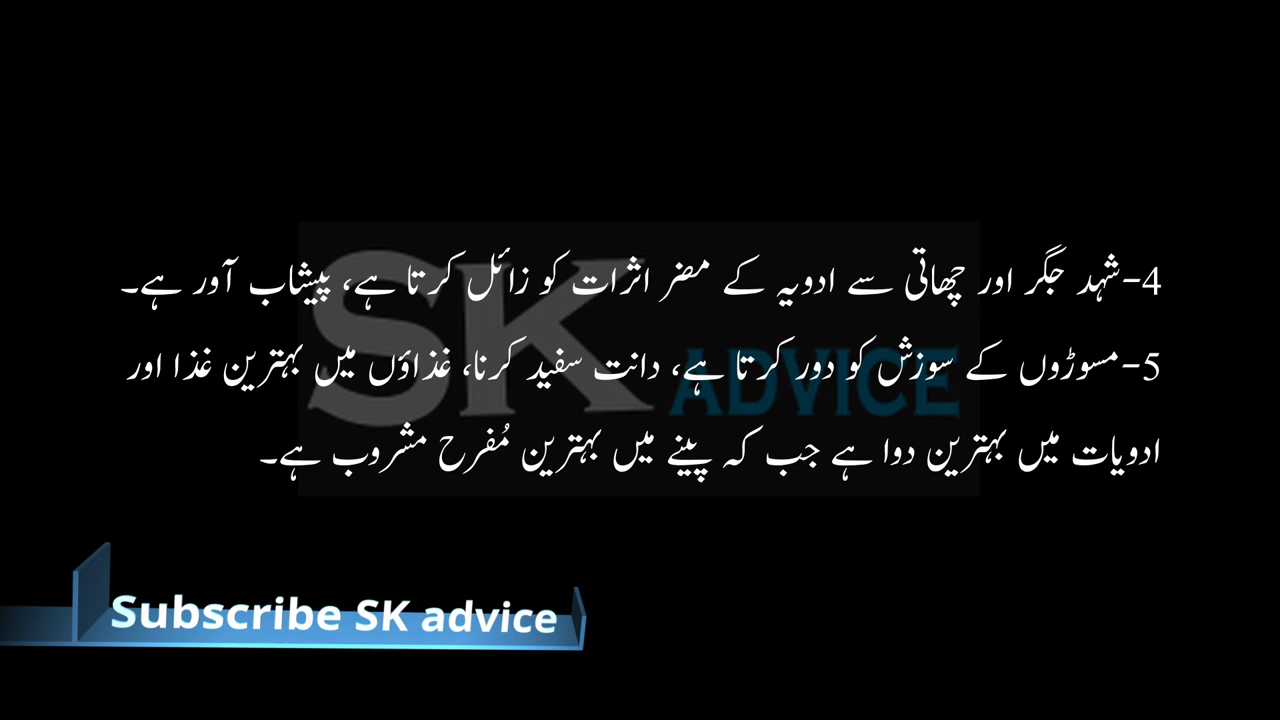 4-شہد جگر اور چھاتی سے ادویہ کے مضر اثرات کو زائل کرتا ہے، پیشاب آور ہے۔
5-مسوڑوں کے سوزش کو دور کرتا ہے، دانت سفید کرنا، غذاؤں میں بہترین غذا اور
ادویات میں بہترین دوا ہے جب کہ پینے میں بہترین مُفرح مشروب ہے۔
SK ADVICE
Subscribe SK advice